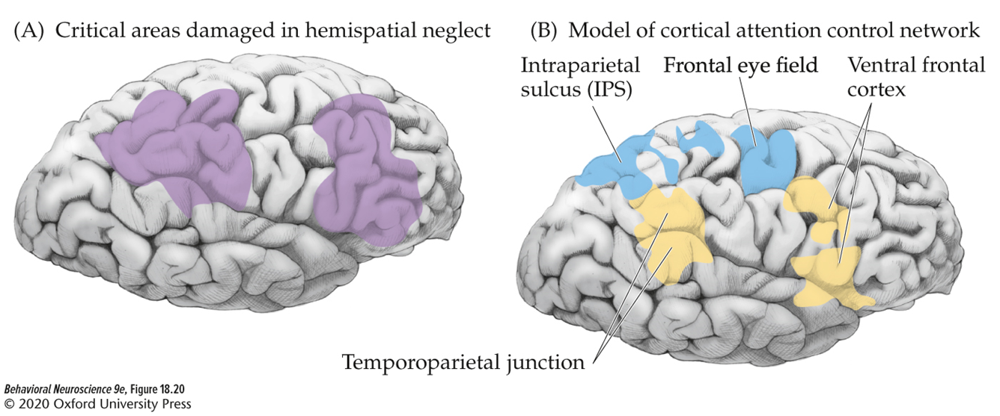 (A) Critical areas damaged in hemispatial neglect
(B) Model of cortical attention control network
Intraparietal
sulcus (IPS)
Frontal eye field
Ventral frontal
cortex
Temporoparietal junction
Behavioral Neuroscience 9e, Figure 18.20
© 2020 Oxford University Press